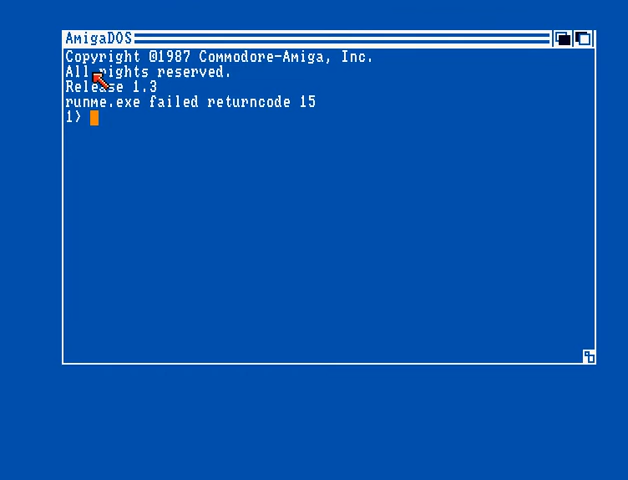 AmigaDOS
Copyright ©1987 Commodore-Amiga, Inc.
All rights reserved.
Release 1.3
runme.exe failed returncode 15
1>